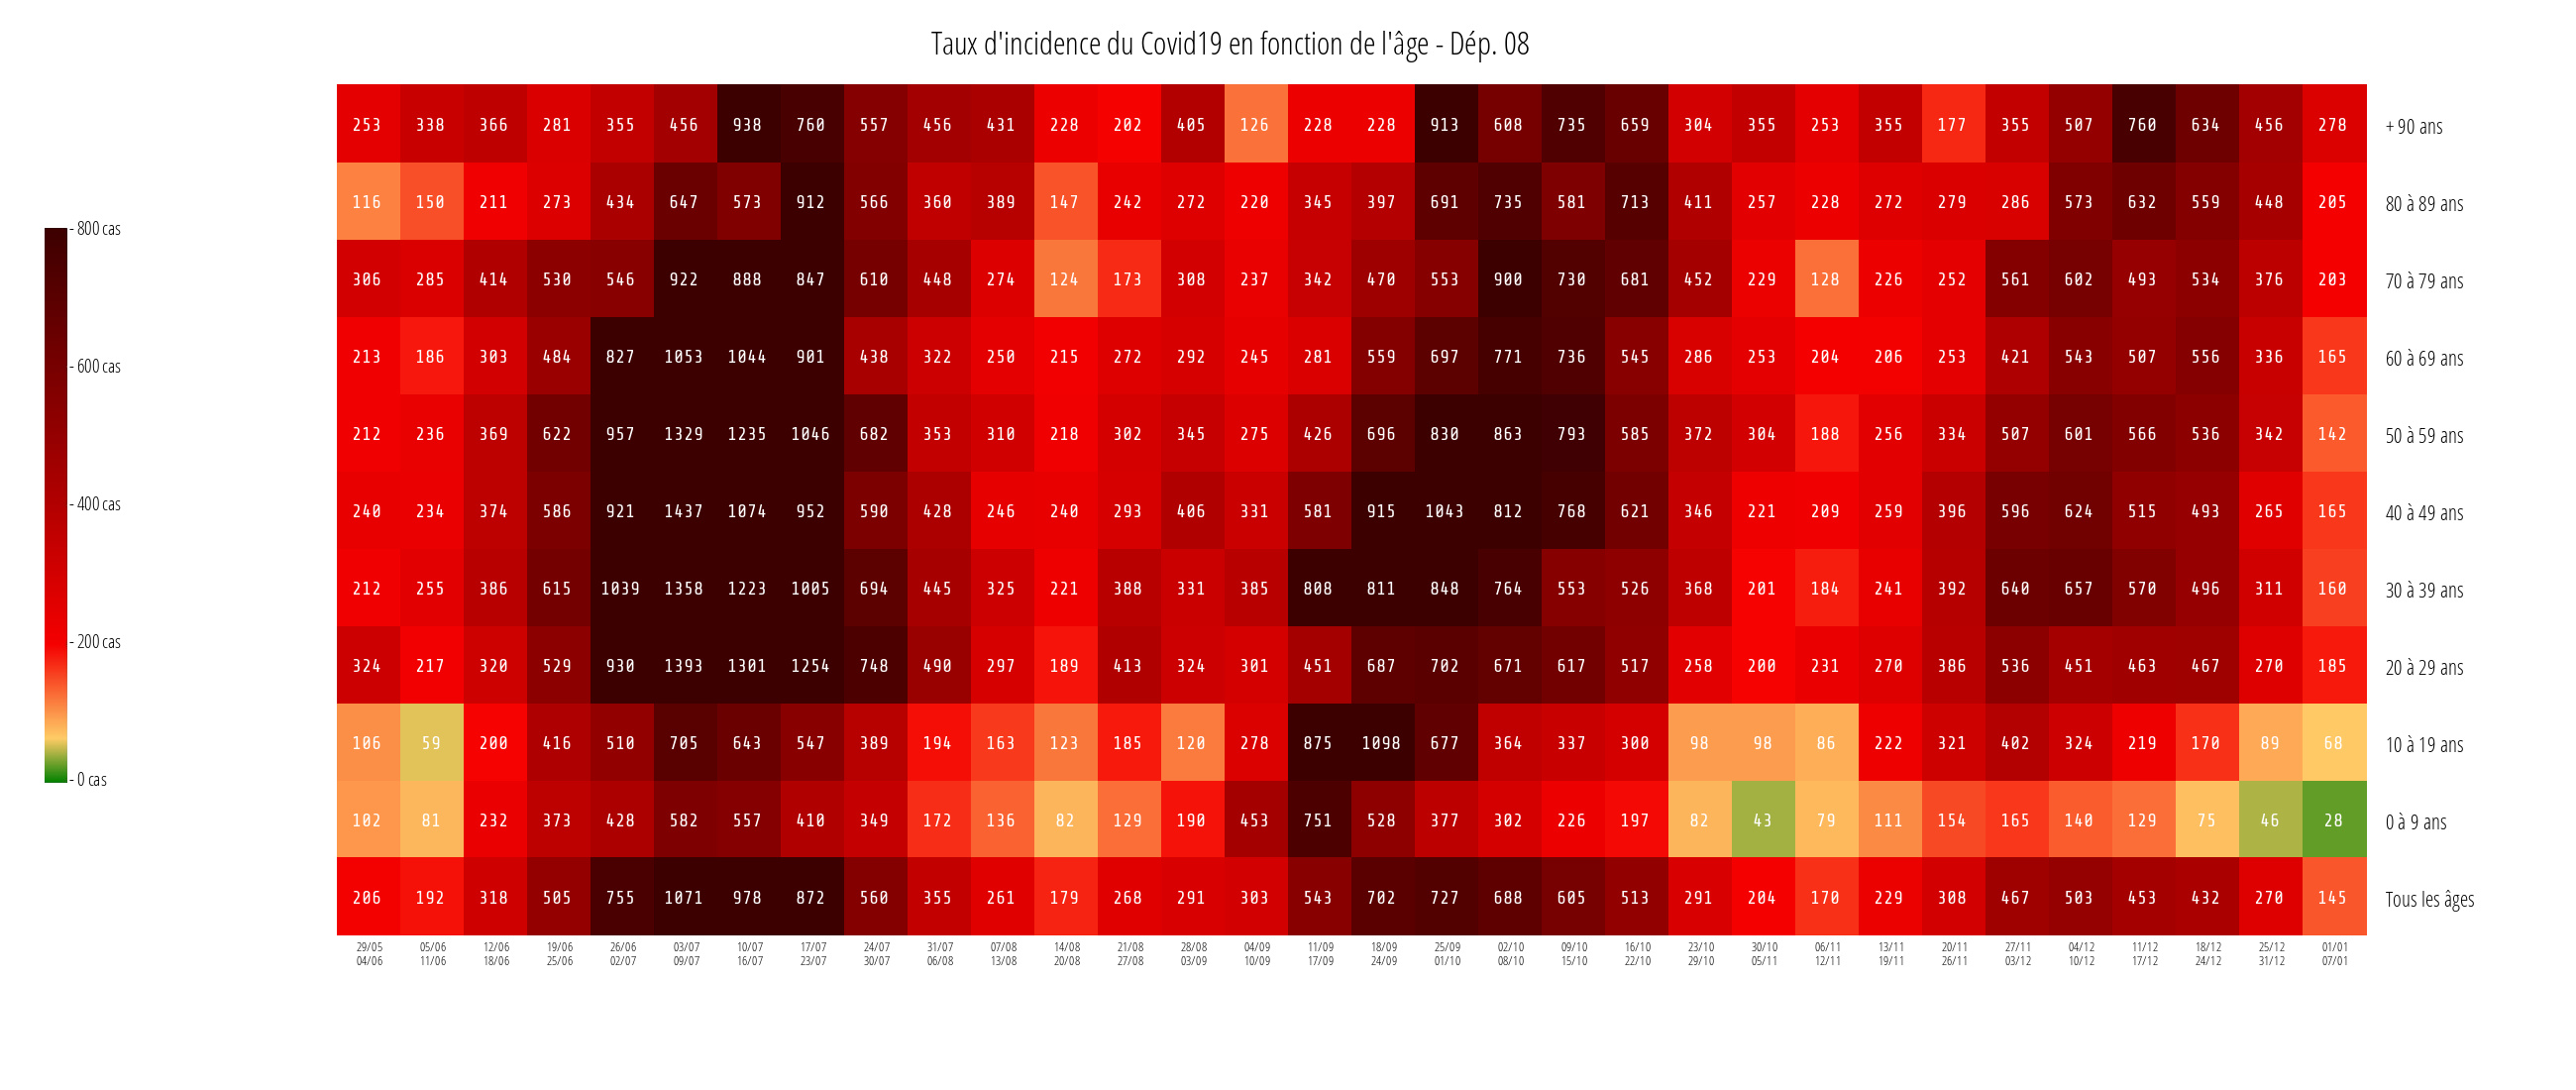 Taux d'incidence du Covid19 en fonction de l'âge - Dép. 08
- 800 cas
- 600 cas
- 400 cas
- 200 cas
- 0 cas
253 338 366 281 355 456 938 760 557 456 431 228 202 405 126 228 228 913 608 735 659 304 355 253 355 177 355 507 760 634 456 278 + 90 ans
116 150 211 273 434 647 573 912 566 360 389 147 242 272 220 345 397 691 735 581 713 411 257 228 272 279 286 573 632 559 448 205 80 à 89 ans
306 285 414 530 546 922 888 847 610 448 274 124 173 308 237 342 470 553 900 730 681 452 229 128 226 252 561 602 493 534 376 203 70 à 79 ans
213 186 303 484 827 1053 1044 901 438 322 250 215 272 292 245 281 559 697 771 736 545 286 253 204 206 253 421 543 507 556 336 165 60 à 69 ans
212 236 369 622 957 1329 1235 1046 682 353 310 218 302 345 275 426 696 830 863 793 585 372 304 188 256 334 507 601 566 536 342 142 50 à 59 ans
240 234 374 586 921 1437 1074 952 590 428 246 240 293 406 331 581 915 1043 812 768 621 346 221 209 259 396 596 624 515 493 265 165 40 à 49 ans
212 255 386 615 1039 1358 1223 1005 694 445 325 221 388 331 385 808 811 848 764 553 526 368 201 184 241 392 640 657 570 496 311 160 30 à 39 ans
324 217 320 529 930 1393 1301 1254 748 490 297 189 413 324 301 451 687 702 671 617 517 258 200 231 270 386 536 451 463 467 270 185 20 à 29 ans
106 59 200 416 510 705 643 547 389 194 163 123 185 120 278 875 1098 677 364 337 300 98 98 86 222 321 402 324 219 170 89 68 10 à 19 ans
102 81 232 373 428 582 557 410 349 172 136 82 129 190 453 751 528 377 302 226 197 82 43 79 111 154 165 140 129 75 46 28 0 à 9 ans
206 192 318 505 755 1071 978 872 560 355 261 179 268 291 303 543 702 727 688 605 513 291 204 170 229 308 467 503 453 432 270 145 Tous les âges
29/05 05/06 12/06 19/06 26/06 03/07 10/07 17/07 24/07 31/07 07/08 14/08 21/08 28/08 04/09 11/09 18/09 25/09 02/10 09/10 16/10 23/10 30/10 06/11 13/11 20/11 27/11 04/12 11/12 18/12 25/12 01/01
04/06 11/06 18/06 25/06 02/07 09/07 16/07 23/07 30/07 06/08 13/08 20/08 27/08 03/09 10/09 17/09 24/09 01/10 08/10 15/10 22/10 29/10 05/11 12/11 19/11 26/11 03/12 10/12 17/12 24/12 31/12 07/01